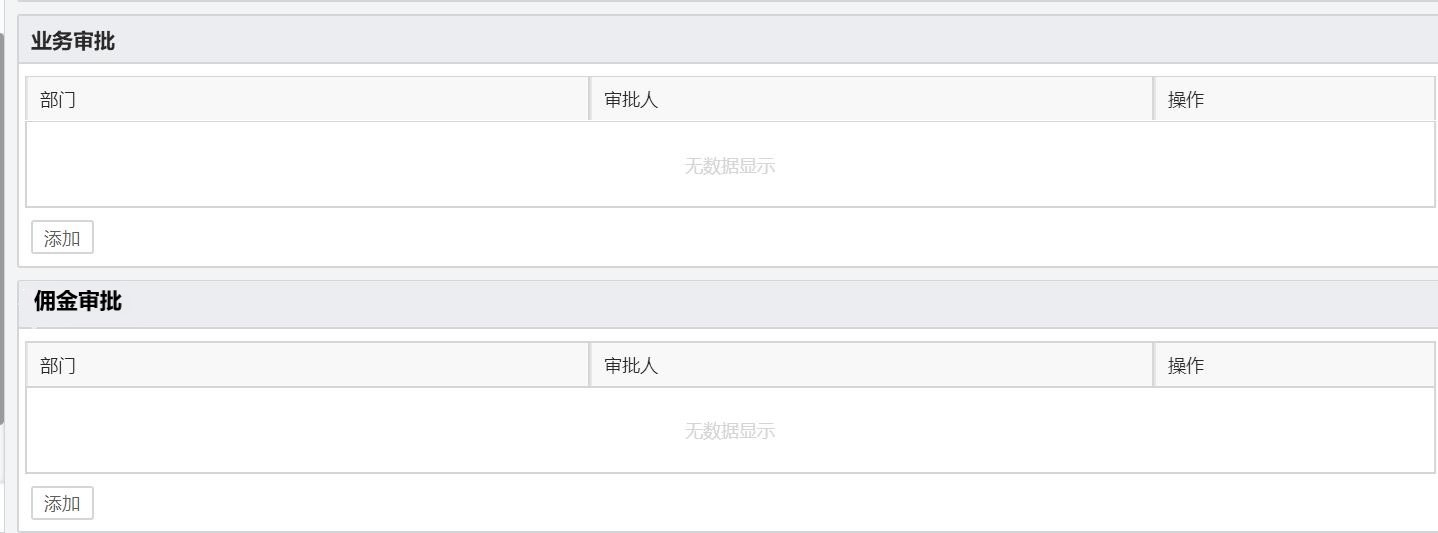 业务审批
部门 审批人 操作
无数据显示
添加
佣金审批
部门 审批人 操作
无数据显示
添加